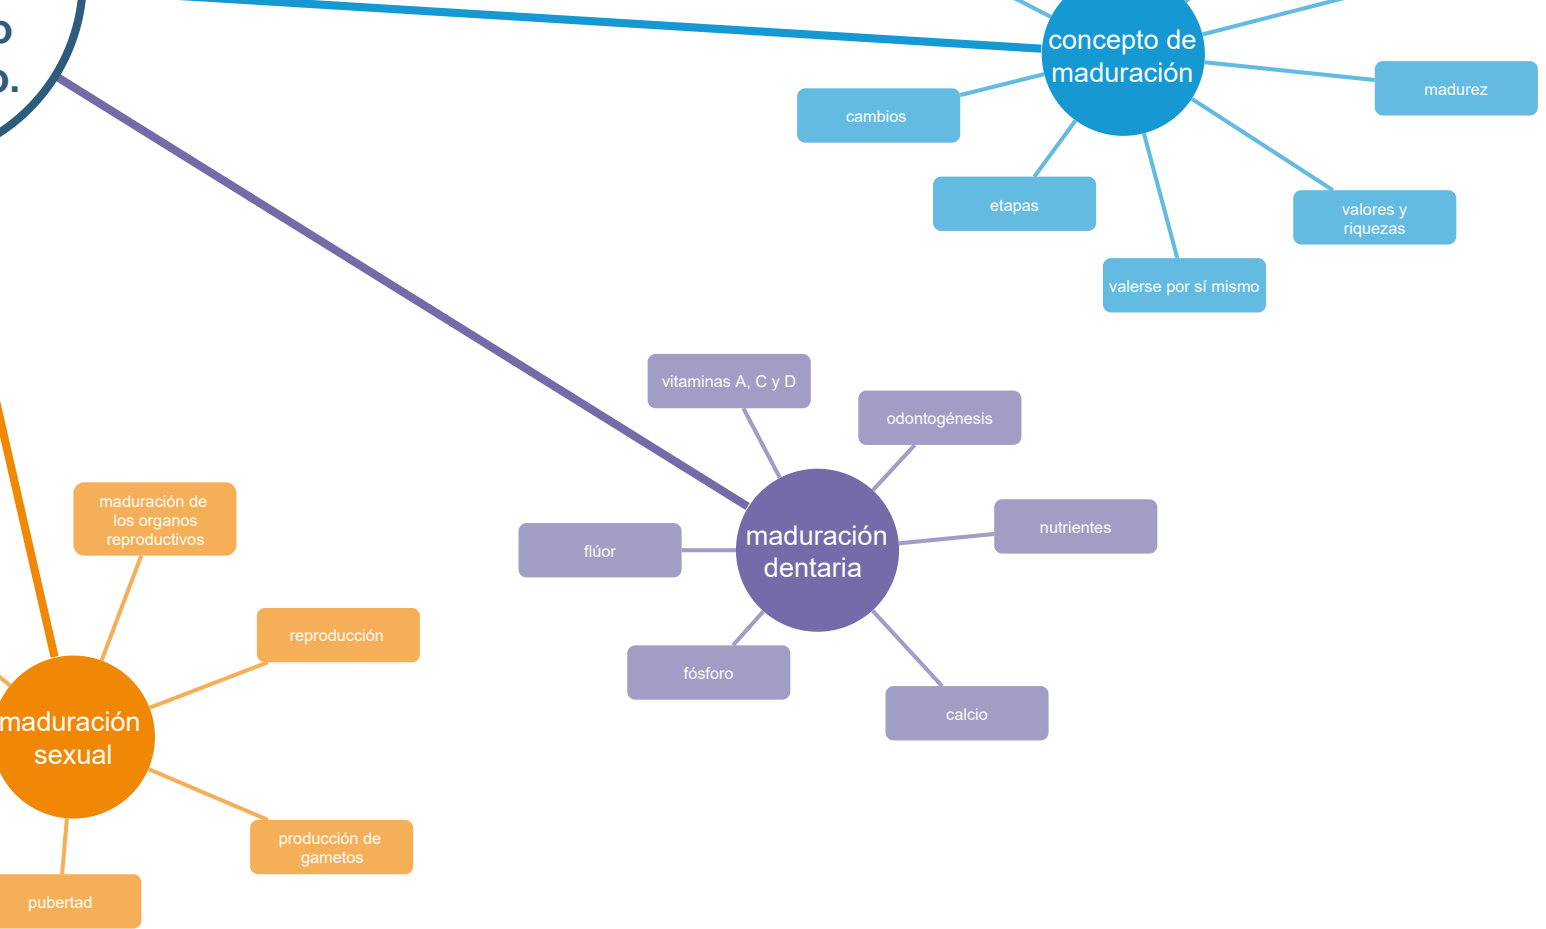 concepto de
maduración
madurez
cambios
etapas
valores y
riquezas
valerse por sí mismo
vitaminas A, C y D
odontogénesis
nutrientes
maduración
dentaria
flúor
fósforo
calcio
maduración de
los organos
reproductivos
reproducción
maduración
sexual
producción de
gametos
pubertad